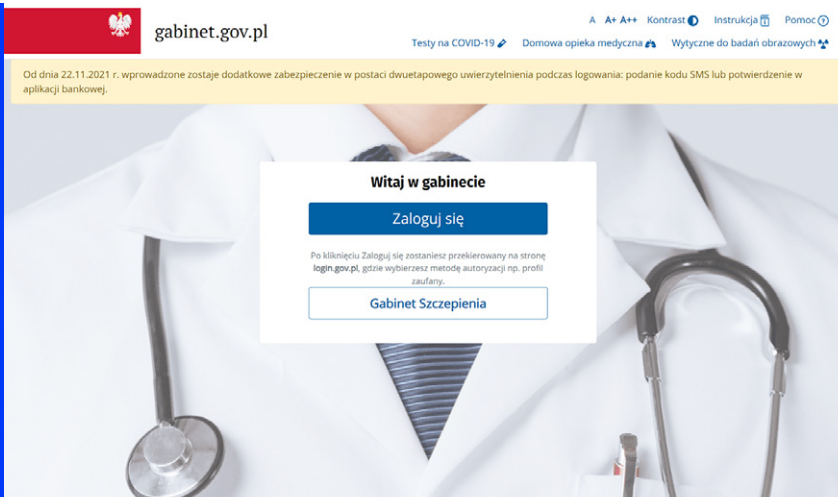 gabinet.gov.pl
A A+ A++ Kontrast Instrukcja Pomoc
Testy na COVID-19 Domowa opieka medyczna Wytyczne do badań obrazowych
Od dnia 22.11.2021 r. wprowadzone zostaje dodatkowe zabezpieczenie w postaci dwuetapowego uwierzytelnienia podczas logowania: podanie kodu SMS lub potwierdzenie w
aplikacji bankowej.
Witaj w gabinecie
Zaloguj się
Po kliknięciu Zaloguj się zostaniesz przekierowany na stronę
login.gov.pl, gdzie wybierzesz metodę autoryzacji np. profil
zaufany.
Gabinet Szczepienia